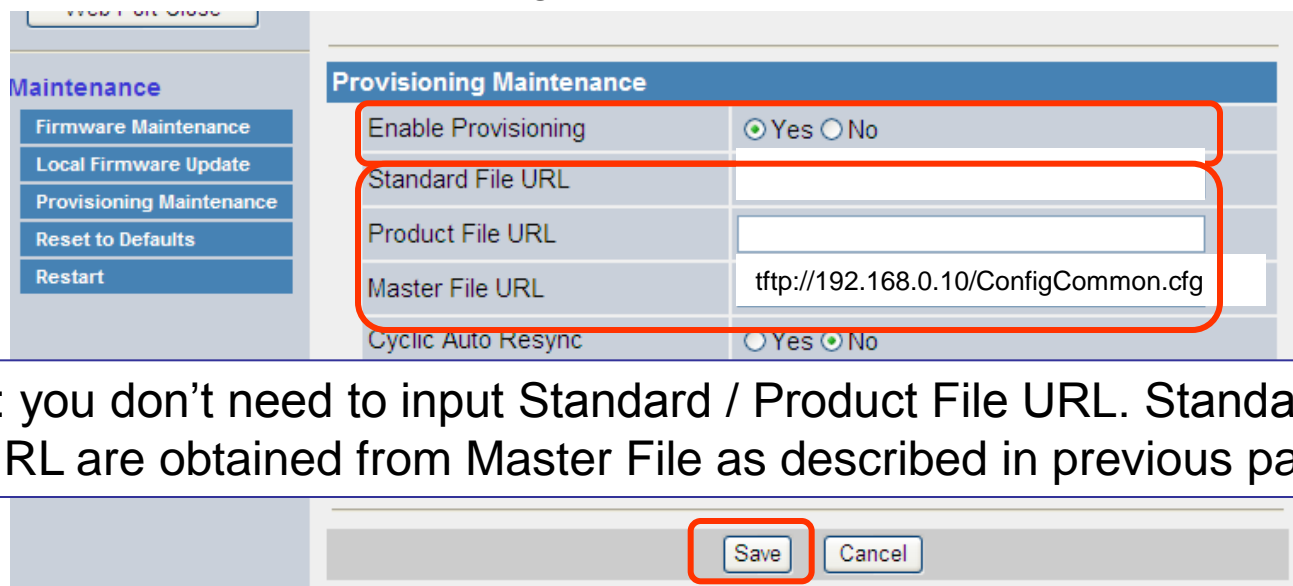 Web Port Close
Maintenance
Firmware Maintenance
Local Firmware Update
Provisioning Maintenance
Reset to Defaults
Restart
Provisioning Maintenance
Enable Provisioning Yes No
Standard File URL
Product File URL
Master File URL tftp://192.168.0.10/ConfigCommon.cfg
Cyclic Auto Resync Yes No
: you don’t need to input Standard / Product File URL. Standa
RL are obtained from Master File as described in previous pa
Save Cancel